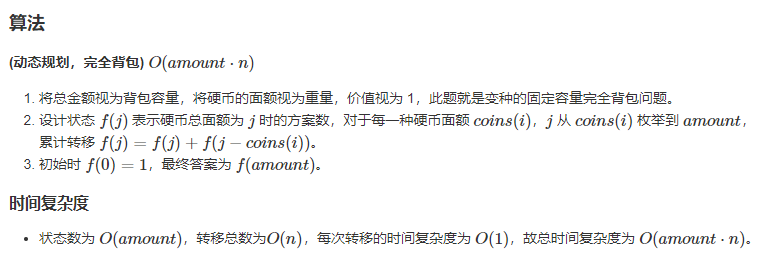 算法
(动态规划，完全背包) O(amount · n)
1. 将总金额视为背包容量，将硬币的面额视为重量，价值视为 1，此题就是变种的固定容量完全背包问题。
2. 设计状态 f(j) 表示硬币总面额为 j 时的方案数，对于每一种硬币面额 coins(i)，j 从 coins(i) 枚举到 amount，
累计转移 f(j) = f(j) + f(j − coins(i))。
3. 初始时 f(0) = 1，最终答案为 f(amount)。
时间复杂度
• 状态数为 O(amount)，转移总数为O(n)，每次转移的时间复杂度为 O(1)，故总时间复杂度为 O(amount · n)。